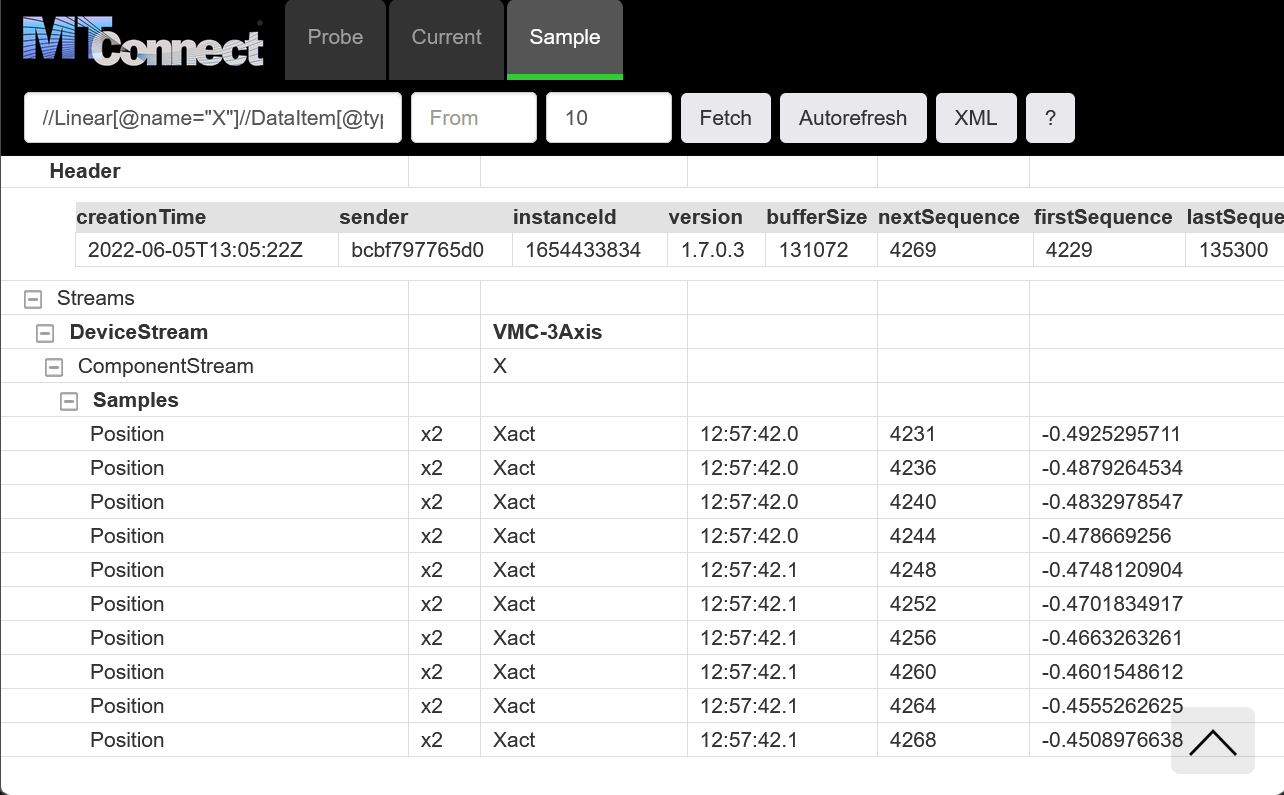 MTConnect
Probe Current Sample
//Linear[@name="X"]//DataItem[@typ From 10 Fetch Autorefresh XML ?
Header
creationTime sender instanceId version bufferSize nextSequence firstSequence lastSeque
2022-06-05T13:05:22Z bcbf797765d0 1654433834 1.7.0.3 131072 4269 4229 135300
Streams
DeviceStream VMC-3Axis
ComponentStream X
Samples
Position x2 Xact 12:57:42.0 4231 -0.4925295711
Position x2 Xact 12:57:42.0 4236 -0.4879264534
Position x2 Xact 12:57:42.0 4240 -0.4832978547
Position x2 Xact 12:57:42.0 4244 -0.478669256
Position x2 Xact 12:57:42.1 4248 -0.4748120904
Position x2 Xact 12:57:42.1 4252 -0.4701834917
Position x2 Xact 12:57:42.1 4256 -0.4663263261
Position x2 Xact 12:57:42.1 4260 -0.4601548612
Position x2 Xact 12:57:42.1 4264 -0.4555262625
Position x2 Xact 12:57:42.1 4268 -0.4508976638